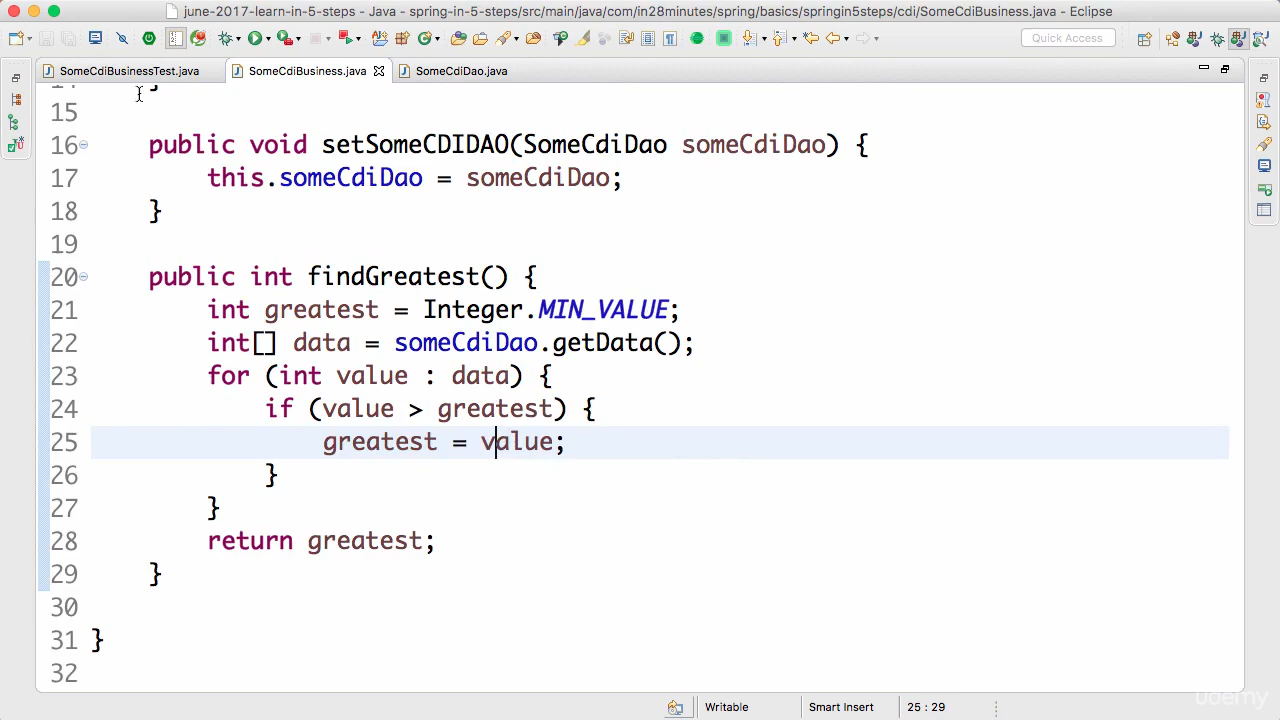 june-2017-learn-in-5-steps - Java - spring-in-5-steps/src/main/java/com/in28minutes/spring/basics/springin5steps/cdi/SomeCdiBusiness.java - Eclipse
Quick Access
SomeCdiBusinessTest.java
SomeCdiBusiness.java
SomeCdiDao.java
14 }
15
16 public void setSomeCDIDAO(SomeCdiDao someCdiDao) {
17 this.someCdiDao = someCdiDao;
18 }
19
20 public int findGreatest() {
21 int greatest = Integer.MIN_VALUE;
22 int[] data = someCdiDao.getData();
23 for (int value : data) {
24 if (value > greatest) {
25 greatest = value;
26 }
27 }
28 return greatest;
29 }
30
31 }
32
udemy
Writable
Smart Insert
25 : 29